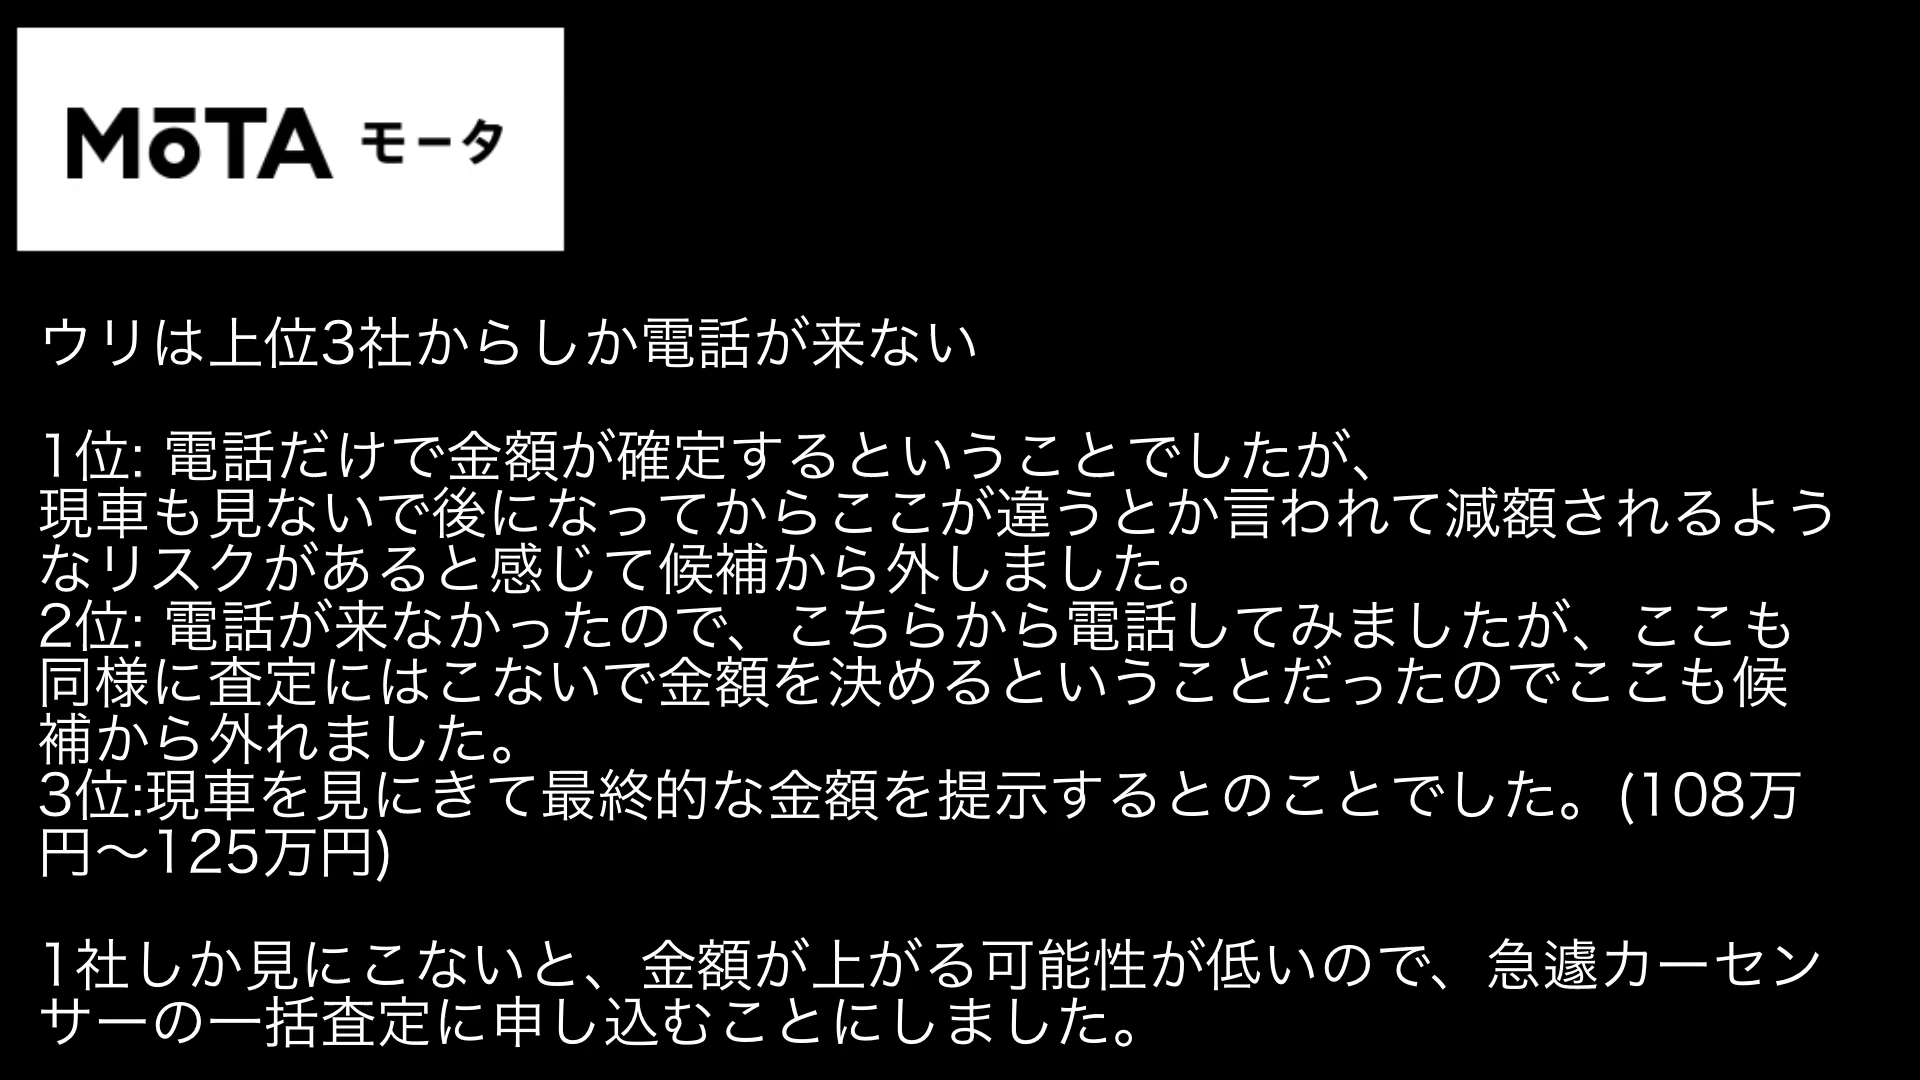 MōTA モータ
ウリは上位3社からしか電話が来ない
1位: 電話だけで金額が確定するということでしたが、
現車も見ないで後になってからここが違うとか言われて減額されるよう
なリスクがあると感じて候補から外しました。
2位: 電話が来なかったので、こちらから電話してみましたが、ここも
同様に査定にはこないで金額を決めるということだったのでここも候
補から外れました。
3位:現車を見にきて最終的な金額を提示するとのことでした。(108万
円〜125万円)
1社しか見にこないと、金額が上がる可能性が低いので、急遽カーセン
サーの一括査定に申し込むことにしました。